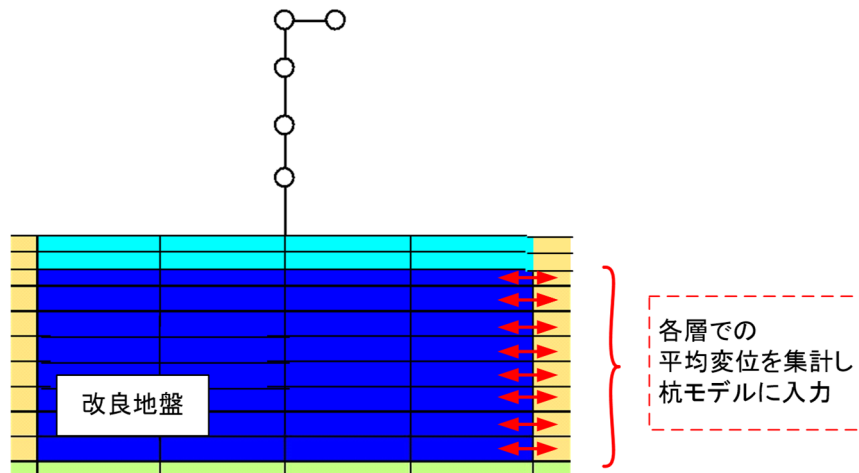 改良地盤
各層での
平均変位を集計し
杭モデルに入力